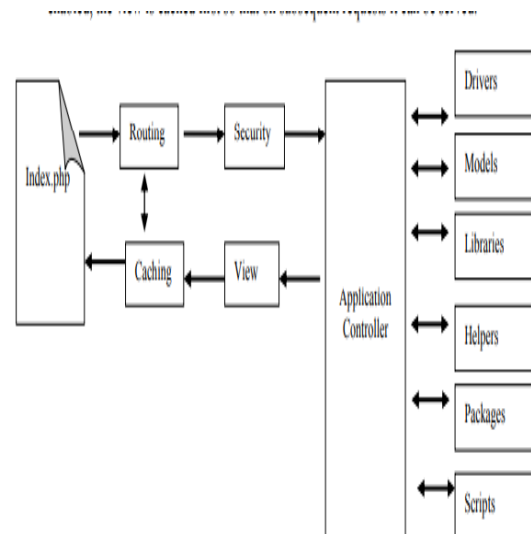 Drivers
Routing
Security
Index.php
Models
Libraries
Caching
View
Application
Controller
Helpers
Packages
Scripts